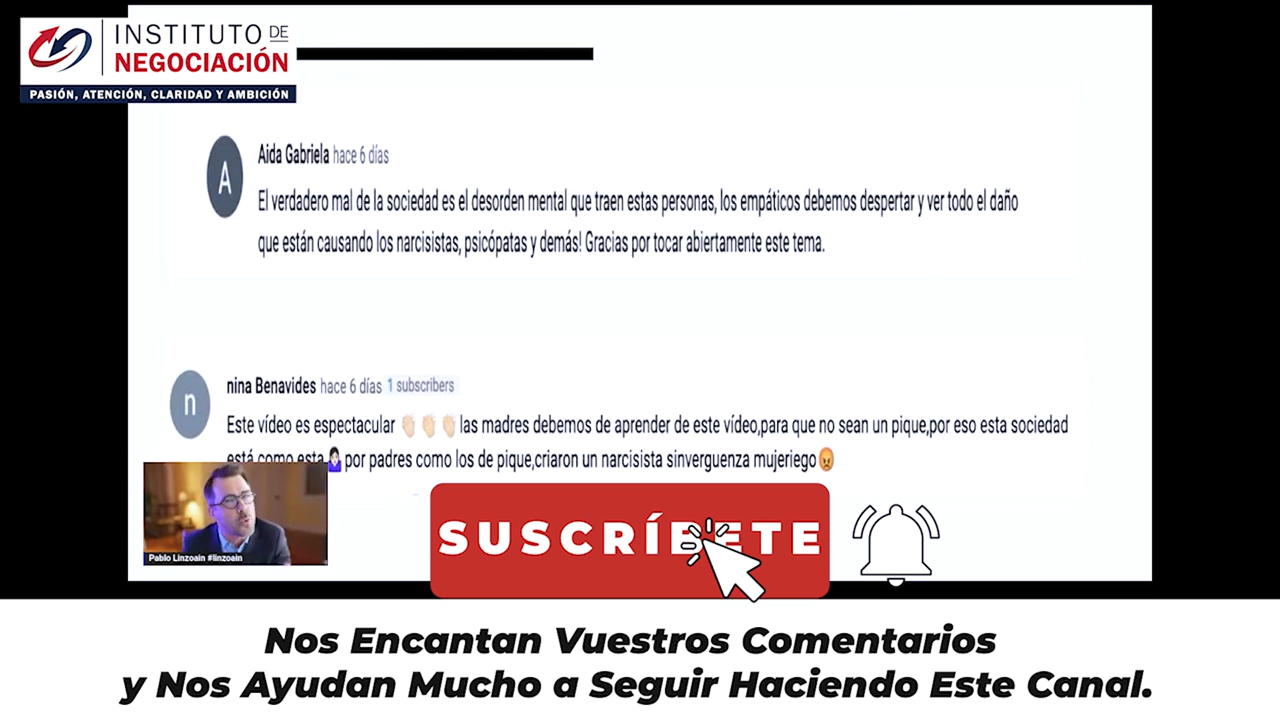 INSTITUTO DE
NEGOCIACIÓN
PASIÓN, ATENCIÓN, CLARIDAD Y AMBICIÓN
A
Aida Gabriela hace 6 días
El verdadero mal de la sociedad es el desorden mental que traen estas personas, los empáticos debemos despertar y ver todo el daño
que están causando los narcisistas, psicópatas y demás! Gracias por tocar abiertamente este tema.
n
nina Benavides hace 6 días 1 subscribers
Este vídeo es espectacular 👏🏻👏🏻👏🏻 las madres debemos de aprender de este vídeo,para que no sean un pique,por eso esta sociedad
está como esta 🤷🏻‍♀️ por padres como los de pique,criaron un narcisista sinverguenza mujeriego😡
Pablo Linzoain #linzoain
SUSCRÍBETE
Nos Encantan Vuestros Comentarios
y Nos Ayudan Mucho a Seguir Haciendo Este Canal.